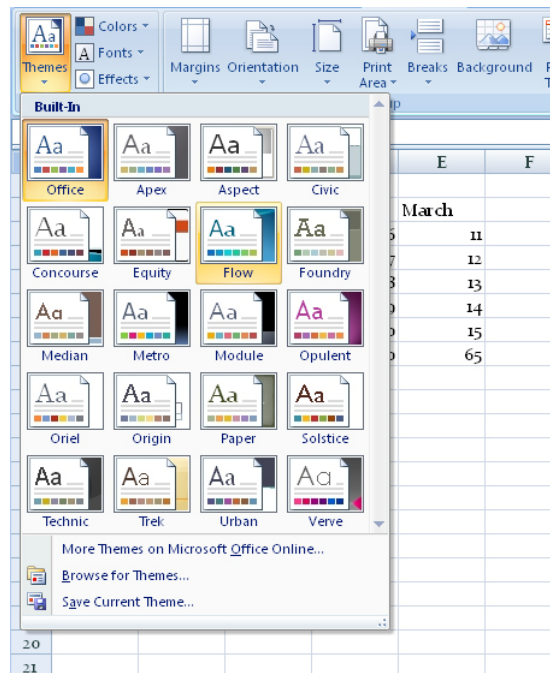 Aa Colors
A Fonts
Themes Effects
Margins Orientation Size Print Area Breaks Background
Built-In
E F
Aa Aa Aa Aa
Office Apex Aspect Civic
March
Aa Aa Aa Aa
11
Concourse Equity Flow Foundry
12
13
Aa Aa Aa Aa
14
15
Median Metro Module Opulent
65
Aa Aa Aa Aa
Oriel Origin Paper Solstice
Aa Aa Aa Aa
Technic Trek Urban Verve
More Themes on Microsoft Office Online...
Browse for Themes...
Save Current Theme...
20
21